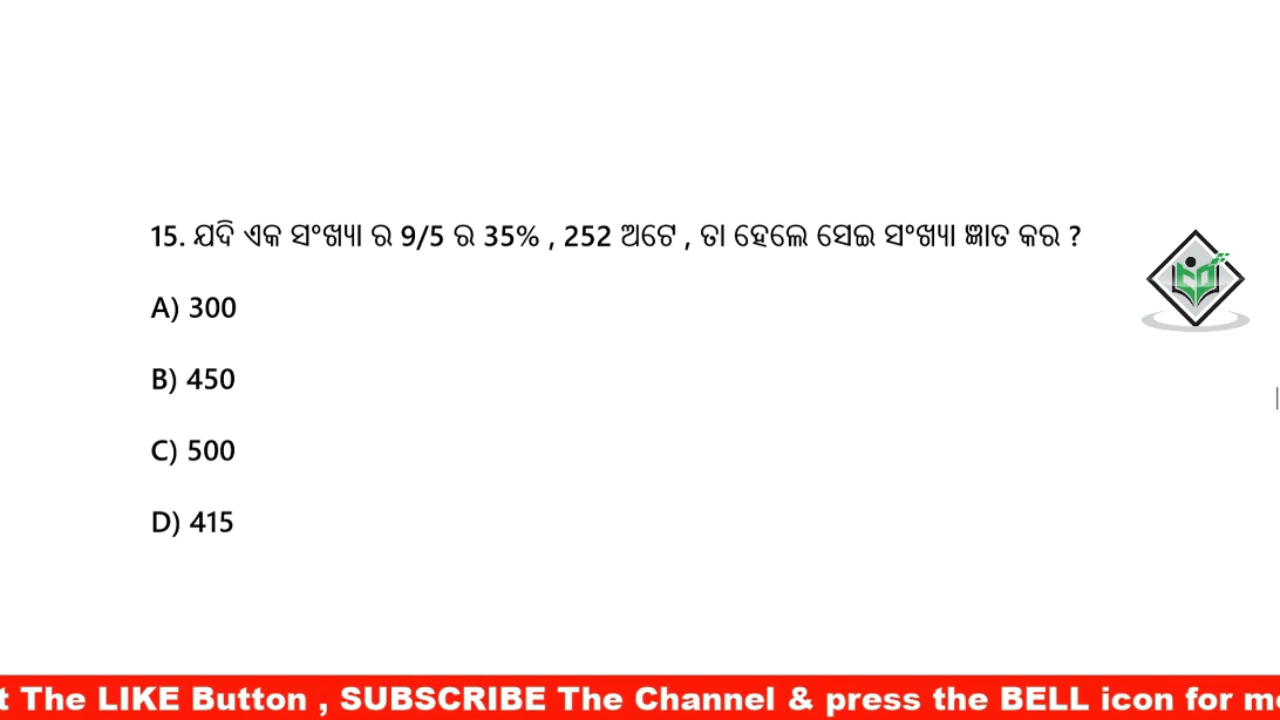 15. ଯଦି ଏକ ସଂଖ୍ୟା ର 9/5 ର 35% , 252 ଅଟେ , ତା ହେଲେ ସେଇ ସଂଖ୍ୟା ଜ୍ଞାତ କର ?
A) 300
B) 450
C) 500
D) 415
t The LIKE Button , SUBSCRIBE The Channel & press the BELL icon for m